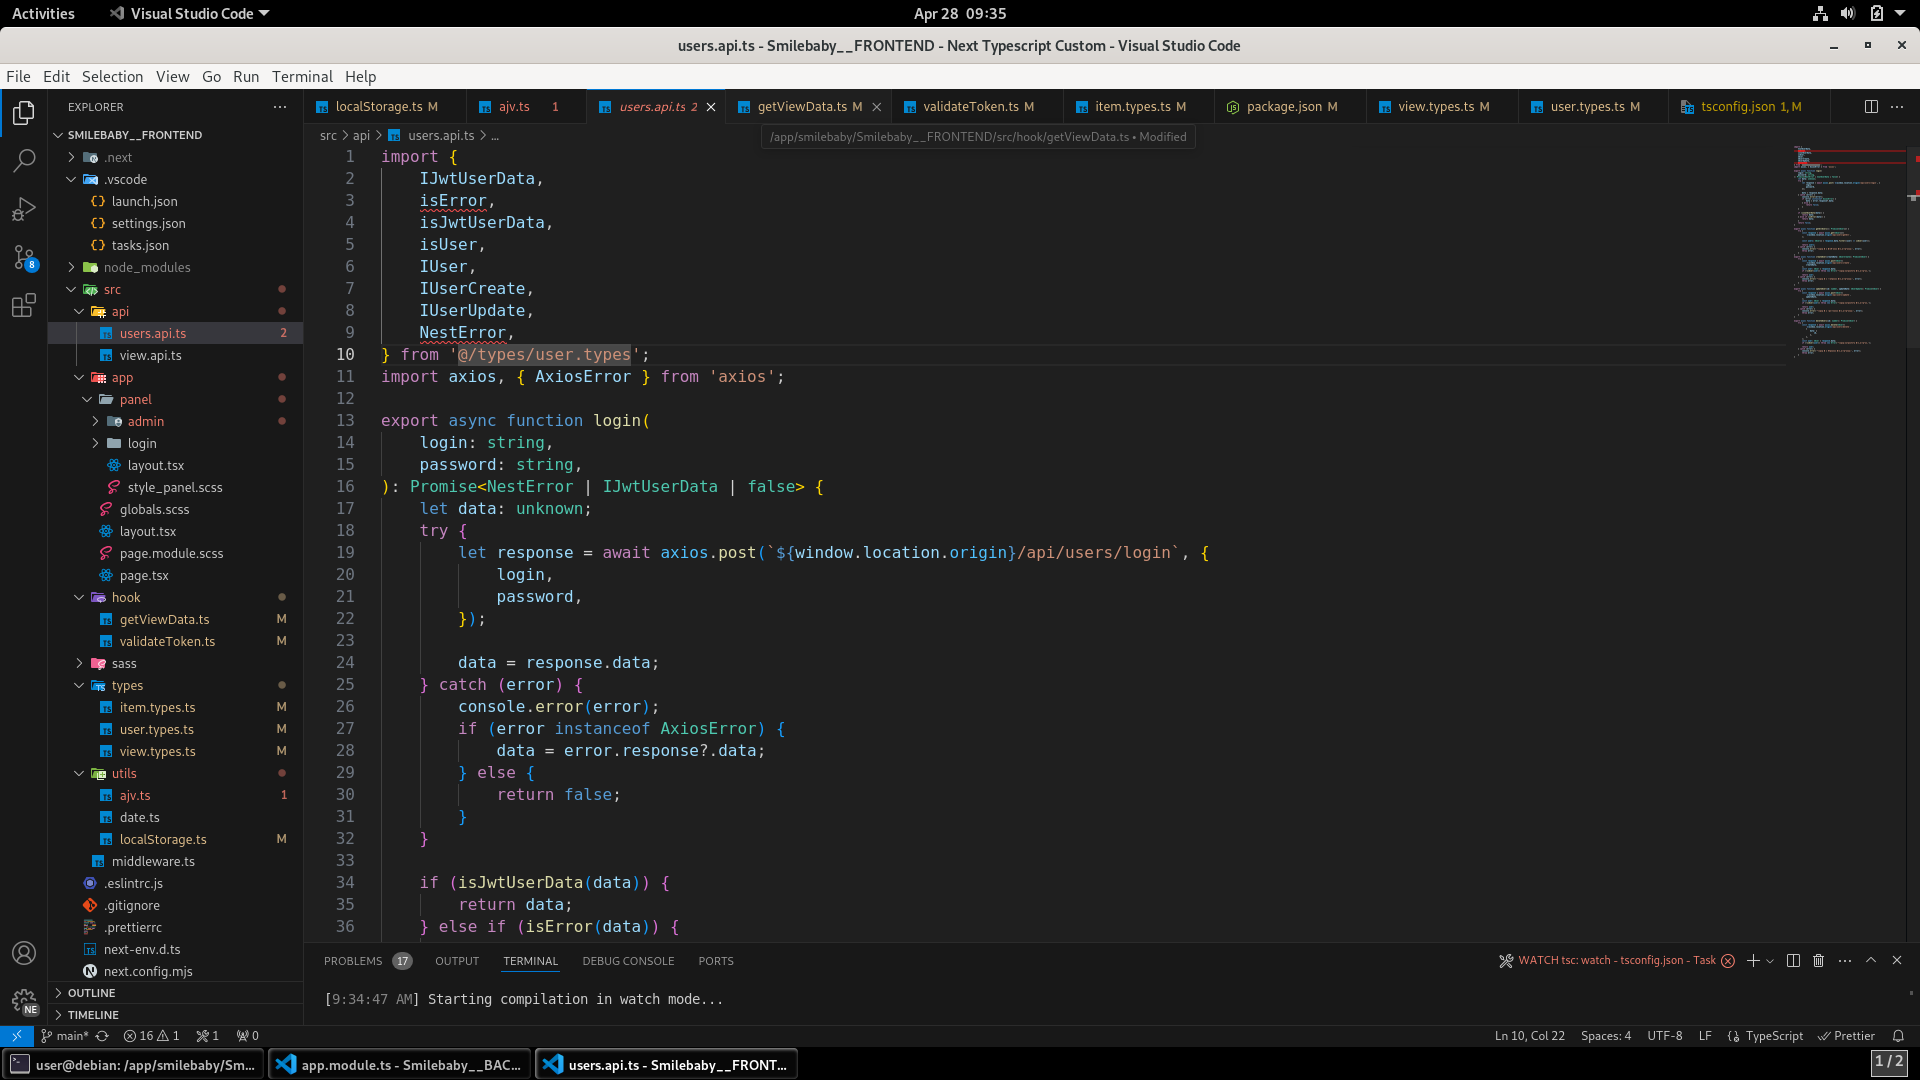 Activities
Visual Studio Code
Apr 28 09:35
users.api.ts - Smilebaby__FRONTEND - Next Typescript Custom - Visual Studio Code
File Edit Selection View Go Run Terminal Help
EXPLORER
localStorage.ts M
ajv.ts 1
users.api.ts 2
getViewData.ts M
validateToken.ts M
item.types.ts M
package.json M
view.types.ts M
user.types.ts M
tsconfig.json 1, M
SMILEBABY__FRONTEND
.next
.vscode
launch.json
settings.json
tasks.json
node_modules
src
api
users.api.ts 2
view.api.ts
app
panel
admin
login
layout.tsx
style_panel.scss
globals.scss
layout.tsx
page.module.scss
page.tsx
hook
getViewData.ts M
validateToken.ts M
sass
types
item.types.ts M
user.types.ts M
view.types.ts M
utils
ajv.ts 1
date.ts
localStorage.ts M
middleware.ts
.eslintrc.js
.gitignore
.prettierrc
next-env.d.ts
next.config.mjs
OUTLINE
TIMELINE
8
NE
src > api > users.api.ts > ...
/app/smilebaby/Smilebaby__FRONTEND/src/hook/getViewData.ts • Modified
1 import {
2 IJwtUserData,
3 isError,
4 isJwtUserData,
5 isUser,
6 IUser,
7 IUserCreate,
8 IUserUpdate,
9 NestError,
10 } from '@/types/user.types';
11 import axios, { AxiosError } from 'axios';
12
13 export async function login(
14 login: string,
15 password: string,
16 ): Promise<NestError | IJwtUserData | false> {
17 let data: unknown;
18 try {
19 let response = await axios.post(`${window.location.origin}/api/users/login`, {
20 login,
21 password,
22 });
23
24 data = response.data;
25 } catch (error) {
26 console.error(error);
27 if (error instanceof AxiosError) {
28 data = error.response?.data;
29 } else {
30 return false;
31 }
32 }
33
34 if (isJwtUserData(data)) {
35 return data;
36 } else if (isError(data)) {
PROBLEMS 17 OUTPUT TERMINAL DEBUG CONSOLE PORTS
WATCH tsc: watch - tsconfig.json - Task
[9:34:47 AM] Starting compilation in watch mode...
main* 16 1 1 0
Ln 10, Col 22 Spaces: 4 UTF-8 LF {} TypeScript Prettier
user@debian: /app/smilebaby/Sm...
app.module.ts - Smilebaby__BAC...
users.api.ts - Smilebaby__FRONT...
1 / 2